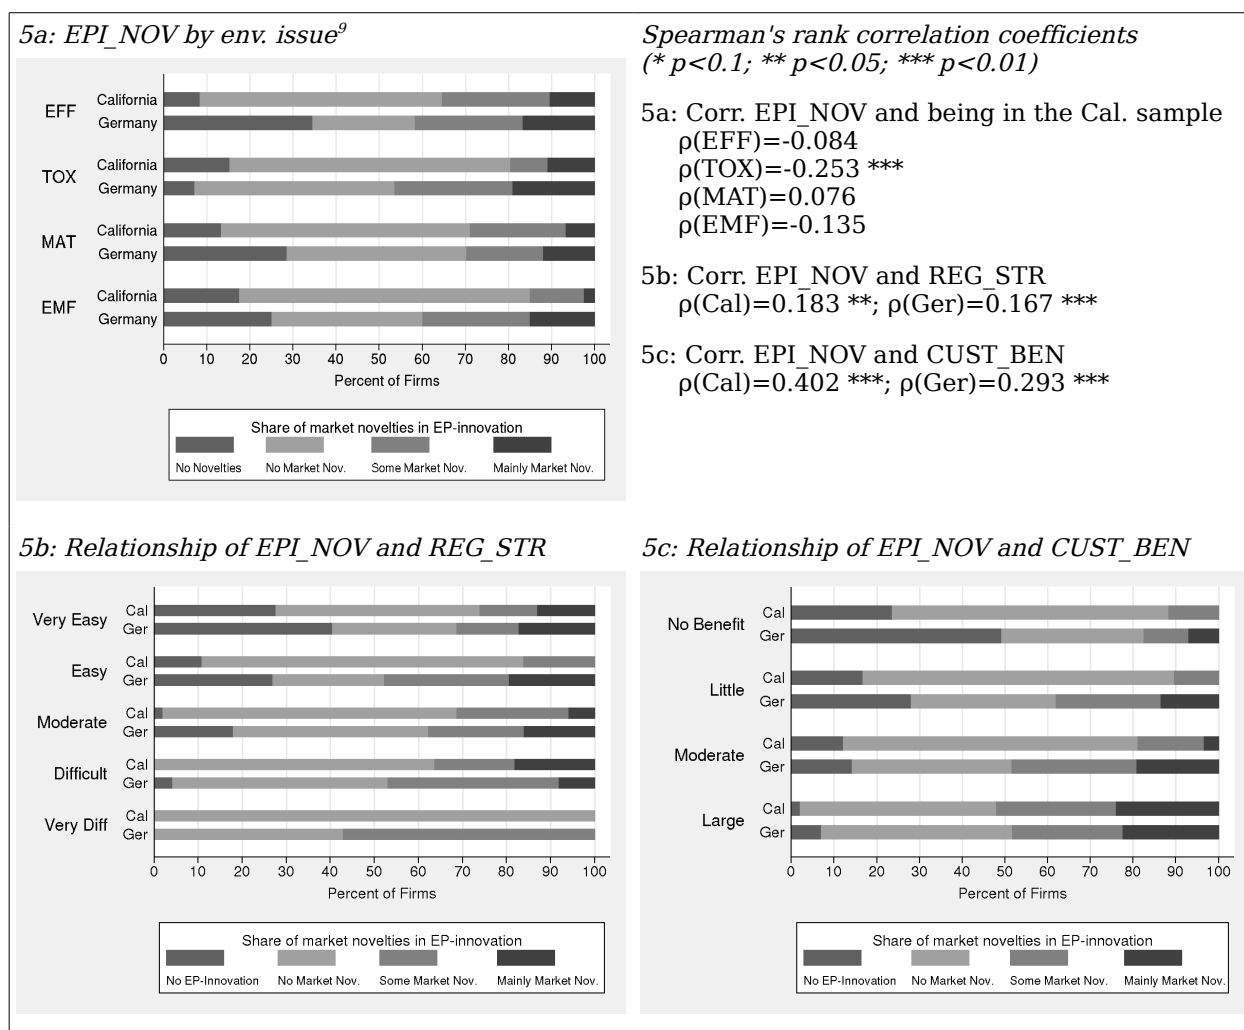 5a: EPI_NOV by env. issue9
EFF
California
Germany
TOX
California
Germany
MAT
California
Germany
EMF
California
Germany
0 10 20 30 40 50 60 70 80 90 100
Percent of Firms
Share of market novelties in EP-innovation
No Novelties No Market Nov. Some Market Nov. Mainly Market Nov.
Spearman's rank correlation coefficients
(* p<0.1; ** p<0.05; *** p<0.01)
5a: Corr. EPI_NOV and being in the Cal. sample
ρ(EFF)=-0.084
ρ(TOX)=-0.253 ***
ρ(MAT)=0.076
ρ(EMF)=-0.135
5b: Corr. EPI_NOV and REG_STR
ρ(Cal)=0.183 **; ρ(Ger)=0.167 ***
5c: Corr. EPI_NOV and CUST_BEN
ρ(Cal)=0.402 ***; ρ(Ger)=0.293 ***
5b: Relationship of EPI_NOV and REG_STR
Very Easy
Cal
Ger
Easy
Cal
Ger
Moderate
Cal
Ger
Difficult
Cal
Ger
Very Diff
Cal
Ger
0 10 20 30 40 50 60 70 80 90 100
Percent of Firms
Share of market novelties in EP-innovation
No EP-Innovation No Market Nov. Some Market Nov. Mainly Market Nov.
5c: Relationship of EPI_NOV and CUST_BEN
No Benefit
Cal
Ger
Little
Cal
Ger
Moderate
Cal
Ger
Large
Cal
Ger
0 10 20 30 40 50 60 70 80 90 100
Percent of Firms
Share of market novelties in EP-innovation
No EP-Innovation No Market Nov. Some Market Nov. Mainly Market Nov.